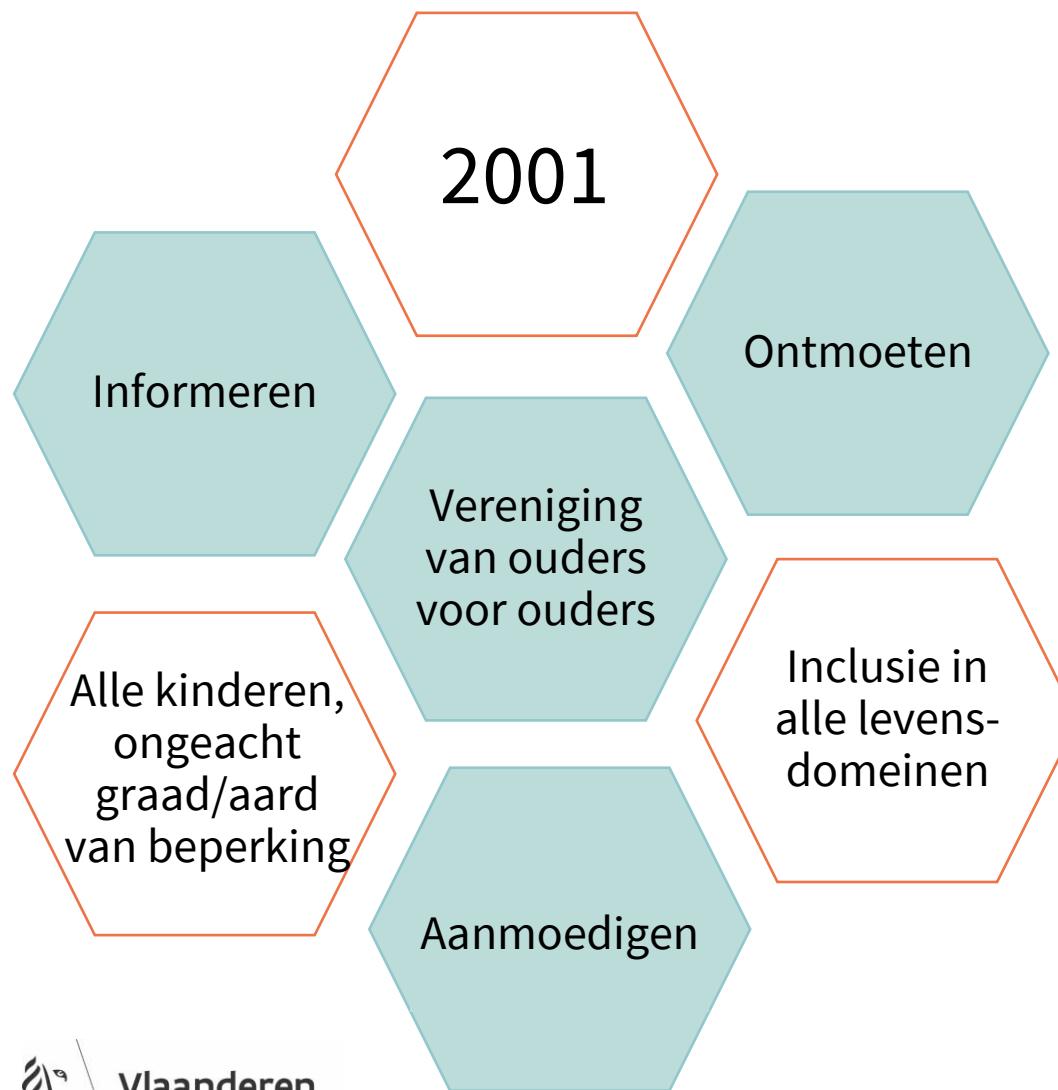 2001
Informeren
Ontmoeten
Vereniging
van ouders
voor ouders
Alle kinderen,
ongeacht
graad/aard
van beperking
Inclusie in
alle levens-
domeinen
Aanmoedigen
Vlaanderen